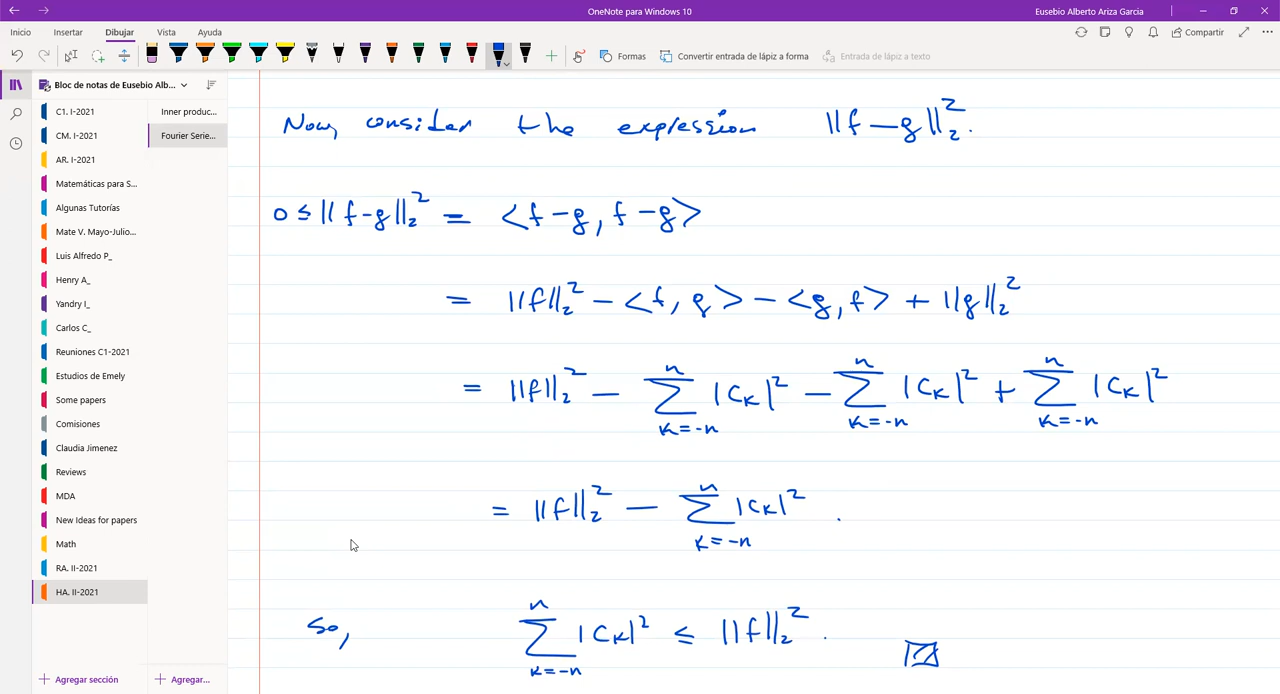 OneNote para Windows 10
Eusebio Alberto Ariza Garcia
Inicio Insertar Dibujar Vista Ayuda
Compartir
Formas
Convertir entrada de lápiz a forma
Entrada de lápiz a texto
Bloc de notas de Eusebio Alb...
C1. I-2021
CM. I-2021
AR. I-2021
Matemáticas para S...
Algunas Tutorías
Mate V. Mayo-Julio...
Luis Alfredo P_
Henry A_
Yandry I_
Carlos C_
Reuniones C1-2021
Estudios de Emely
Some papers
Comisiones
Claudia Jimenez
Reviews
MDA
New Ideas for papers
Math
RA. II-2021
HA. II-2021
Agregar sección
Inner produc...
Fourier Serie...
Agregar...
Now, consider the expression ||f-g||₂².
0 ≤ ||f-g||₂² = <f-g, f-g>
= ||f||₂² - <f, g> - <g, f> + ||g||₂²
= ||f||₂² - ∑_{k=-n}^{n} |c_k|² - ∑_{k=-n}^{n} |c_k|² + ∑_{k=-n}^{n} |c_k|²
= ||f||₂² - ∑_{k=-n}^{n} |c_k|².
So, ∑_{k=-n}^{n} |c_k|² ≤ ||f||₂².